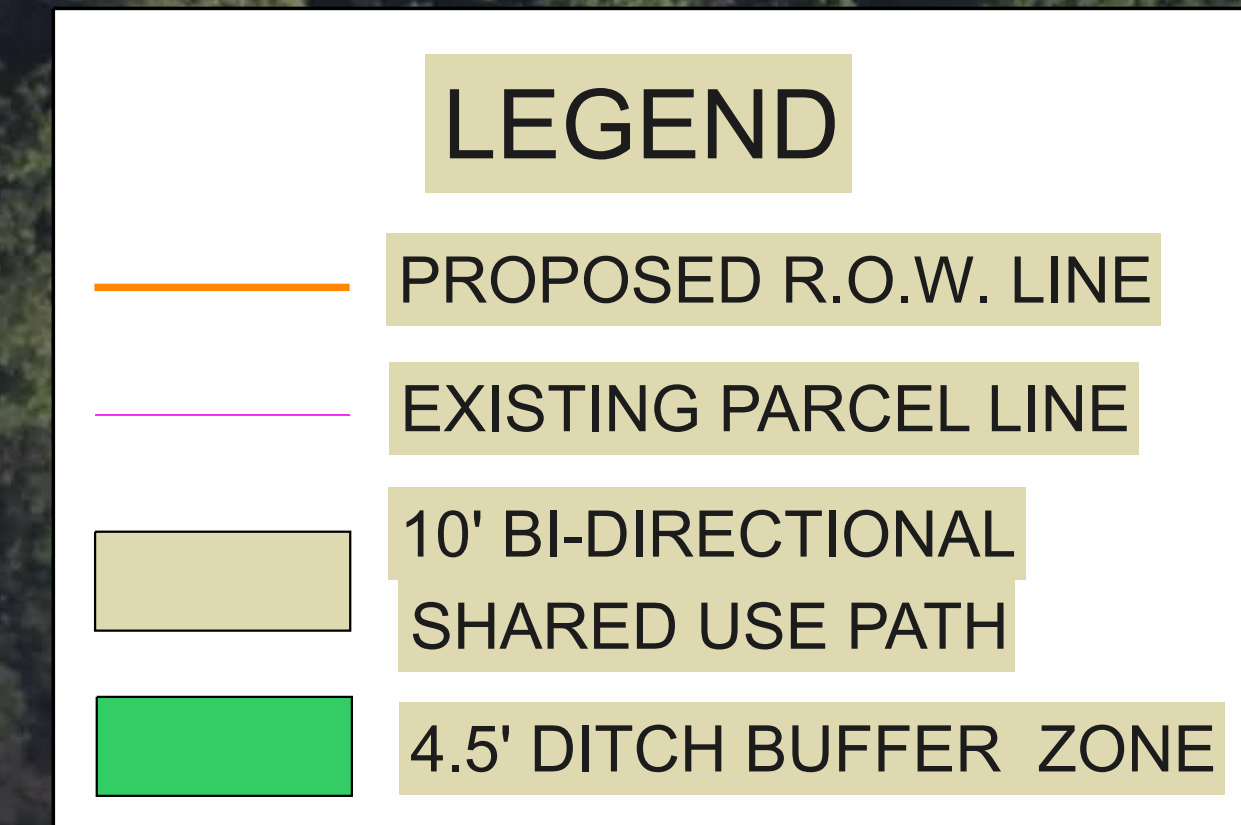 LEGEND
PROPOSED R.O.W. LINE
EXISTING PARCEL LINE
10' BI-DIRECTIONAL
SHARED USE PATH
4.5' DITCH BUFFER ZONE